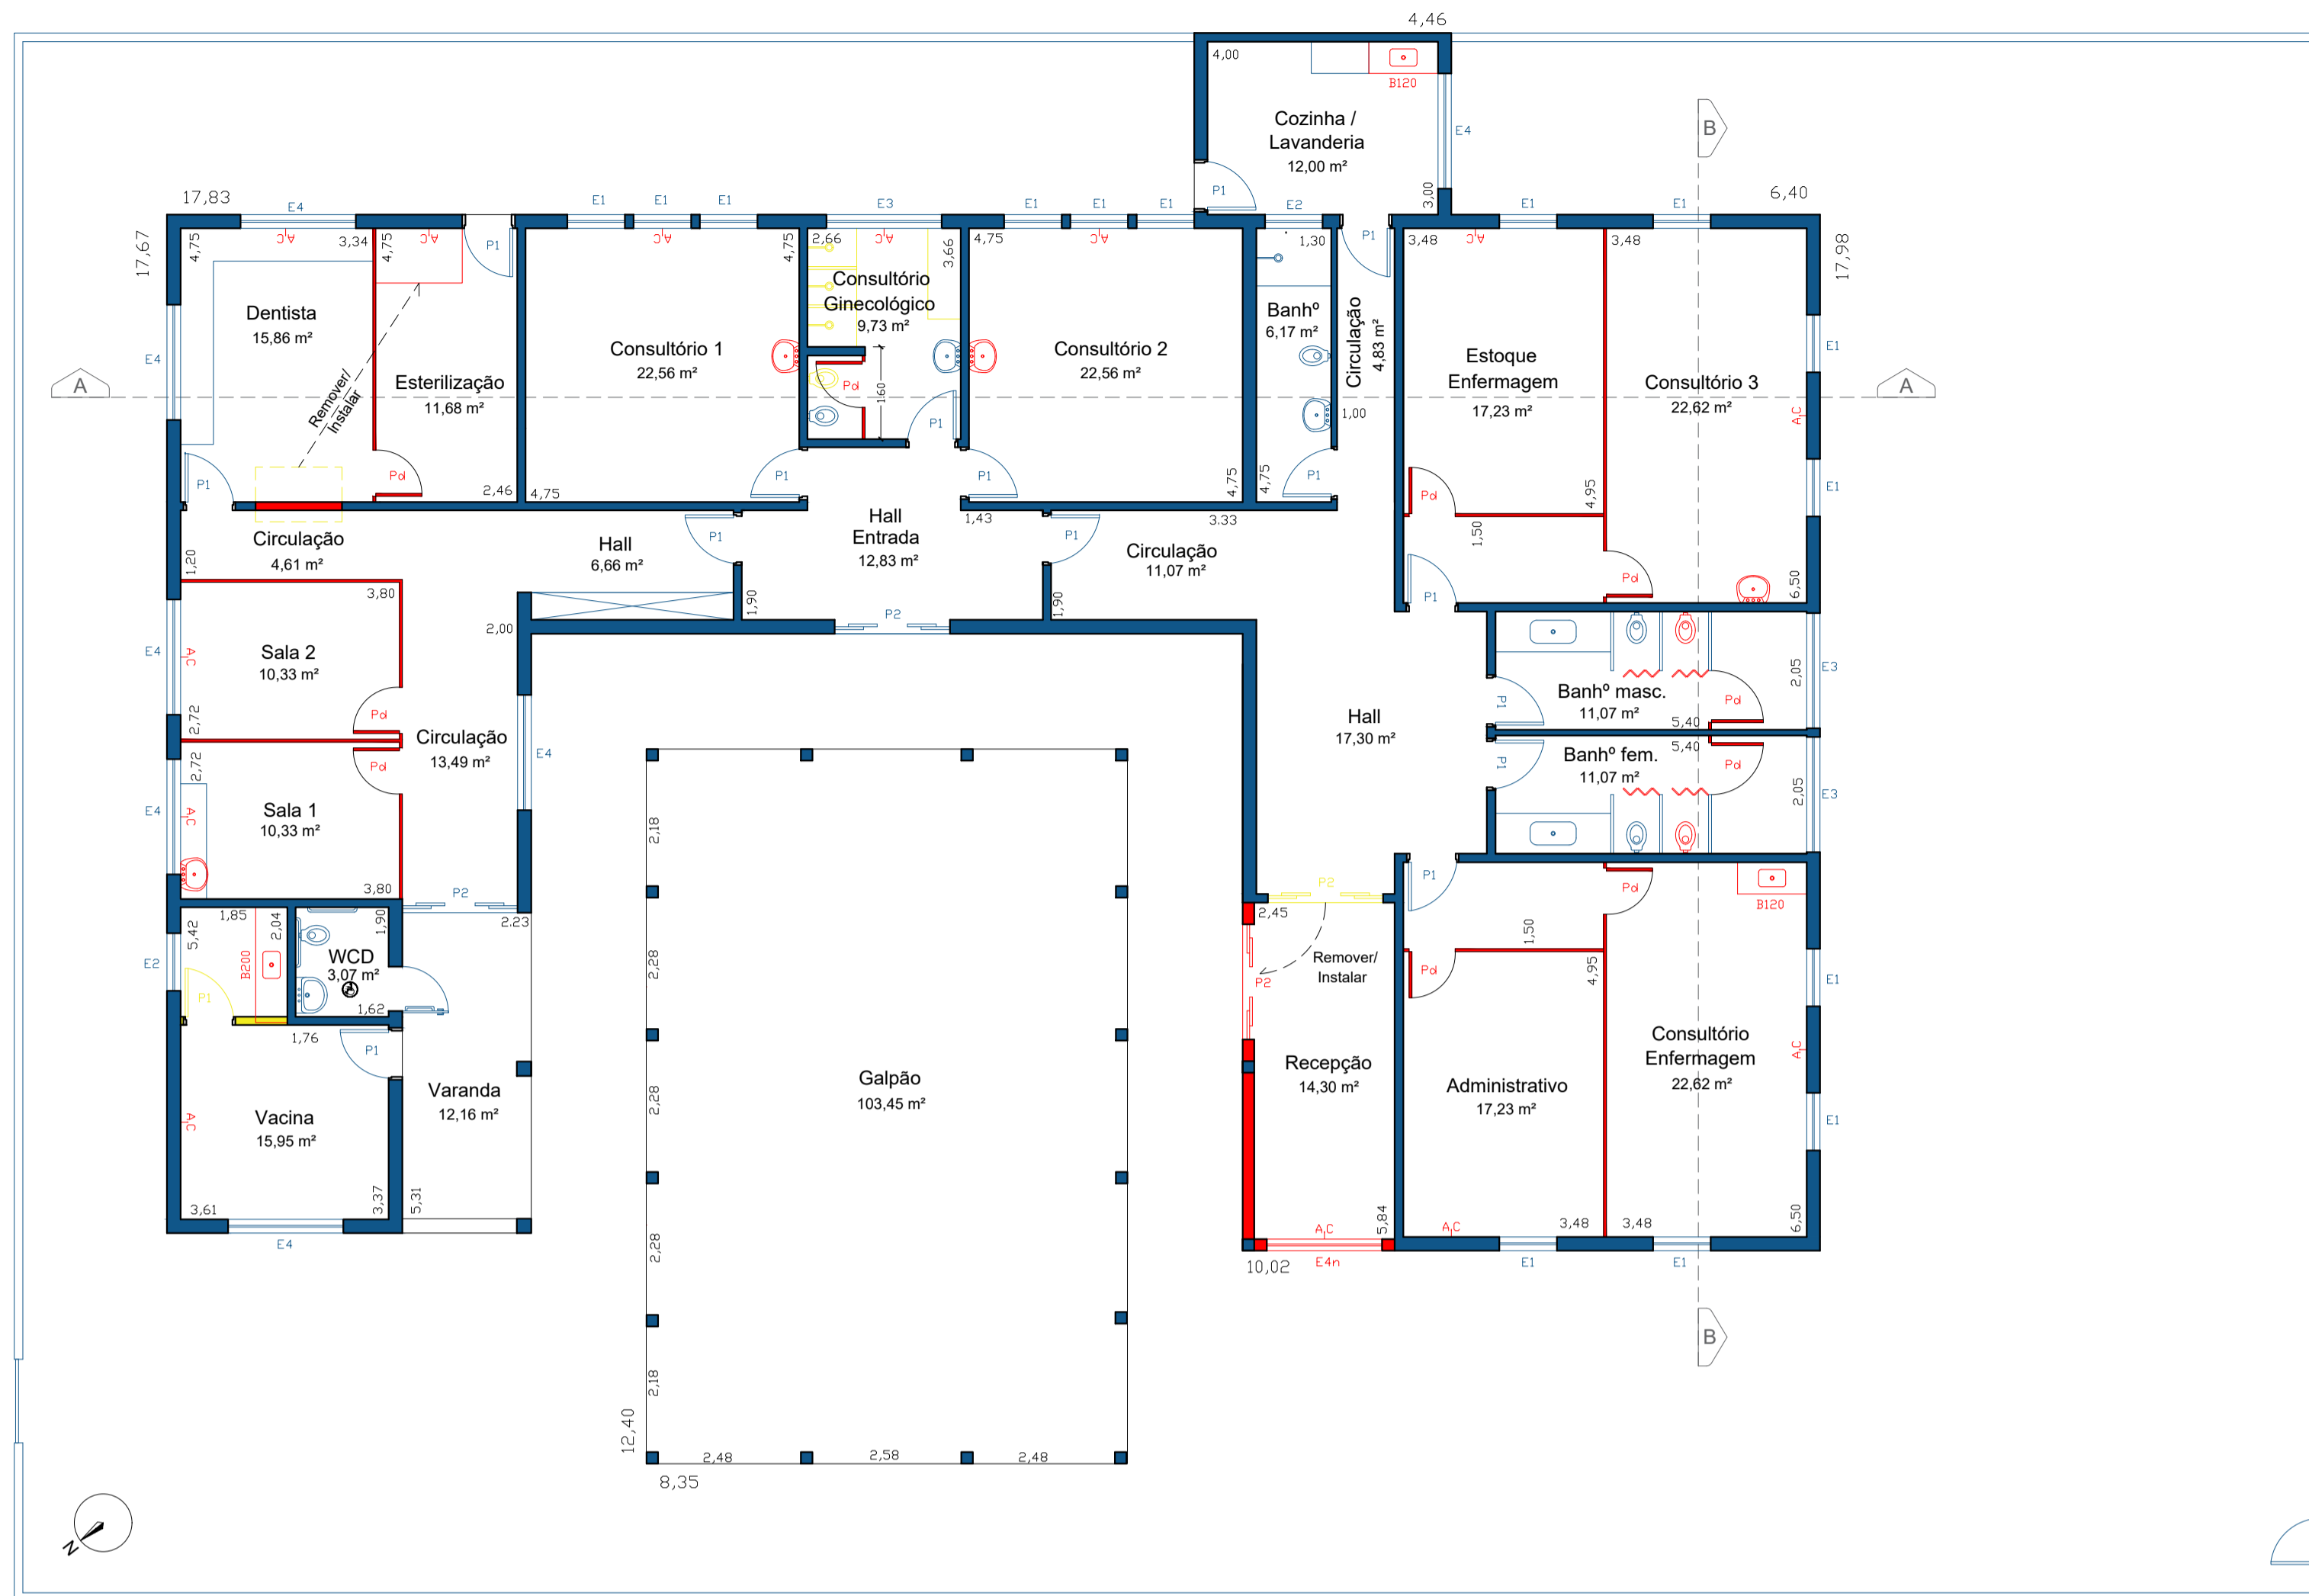 4,46
4,00
B120
Cozinha /
Lavanderia
12,00 m²
E4
P1
3,00
B
17,83
E4
E1
E1
E1
E3
E1
E1
E1
E2
E1
E1
6,40
17,67
4,75
A,C
3,34
4,75
A,C
P1
A,C
4,75
2,66
A,C
3,66
4,75
A,C
1,30
P1
3,48
A,C
3,48
17,98
Dentista
15,86 m²
Remover/
Instalar
Esterilização
11,68 m²
Consultório 1
22,56 m²
Consultório
Ginecológico
9,73 m²
Pd
1.60
P1
Consultório 2
22,56 m²
Banhº
6,17 m²
Circulação
4,83 m²
1,00
Estoque
Enfermagem
17,23 m²
Consultório 3
22,62 m²
E1
A,C
E1
E4
A
A
P1
Pd
2,46
4,75
P1
P1
4,75
4,75
P1
Pd
4,95
Circulação
4,61 m²
1,20
Hall
6,66 m²
P1
Hall
Entrada
12,83 m²
1,43
P1
3.33
Circulação
11,07 m²
1,50
P1
Pd
6,50
3,80
1,90
P2
1,90
2,00
E4
A,C
Sala 2
10,33 m²
2,72
Pd
Banhº masc.
11,07 m²
P1
5,40
Pd
2,05
E3
Hall
17,30 m²
Circulação
13,49 m²
E4
2,72
Pd
P1
Banhº fem.
11,07 m²
5,40
Pd
2,05
E3
E4
A,C
Sala 1
10,33 m²
3,80
P2
2.23
2,18
P2
2,45
P1
Pd
B120
1,85
5,42
2,04
B200
1,90
WCD
3,07 m²
1,62
E2
P1
1,76
P1
2,28
Remover/
Instalar
P2
1,50
Pd
4,95
E1
Consultório
Enfermagem
22,62 m²
A,C
Vacina
15,95 m²
A,C
Varanda
12,16 m²
2,28
Galpão
103,45 m²
Recepção
14,30 m²
Administrativo
17,23 m²
E1
3,61
3,37
5,31
E4
2,28
5,84
A,C
A,C
3,48
3,48
6,50
10,02
E4n
E1
E1
B
2,18
12,40
2,48
2,58
2,48
8,35
N